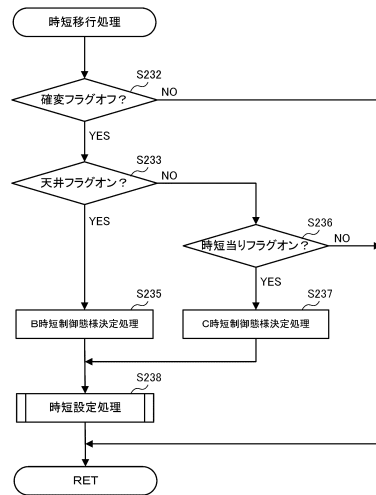 時短移行処理
S232
確変フラグオフ?
NO
YES
S233
天井フラグオン?
NO
YES
S236
時短当りフラグオン?
NO
YES
S235
B時短制御態様決定処理
S237
C時短制御態様決定処理
S238
時短設定処理
RET